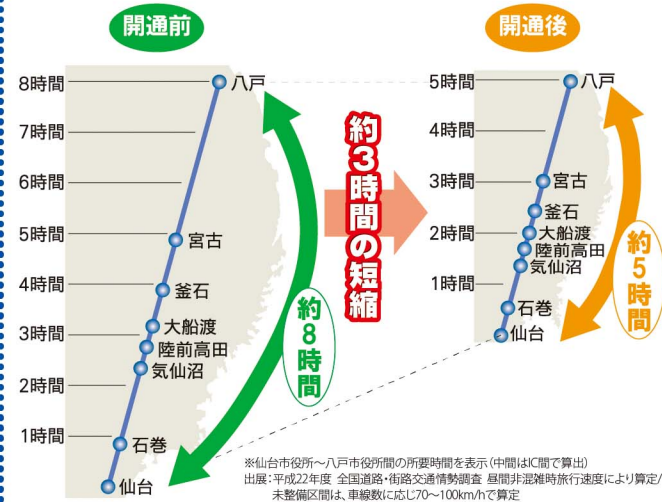 開通前
8時間
7時間
6時間
5時間
4時間
3時間
2時間
1時間
八戸
宮古
釜石
大船渡
陸前高田
気仙沼
石巻
仙台
約8時間
約3時間の短縮
開通後
5時間
4時間
3時間
2時間
1時間
八戸
宮古
釜石
大船渡
陸前高田
気仙沼
石巻
仙台
約5時間
※仙台市役所～八戸市役所間の所要時間を表示(中間はIC間で算出)
出展:平成22年度 全国道路・街路交通情勢調査 昼間非混雑時旅行速度により算定/
未整備区間は、車線数に応じ70～100km/hで算定